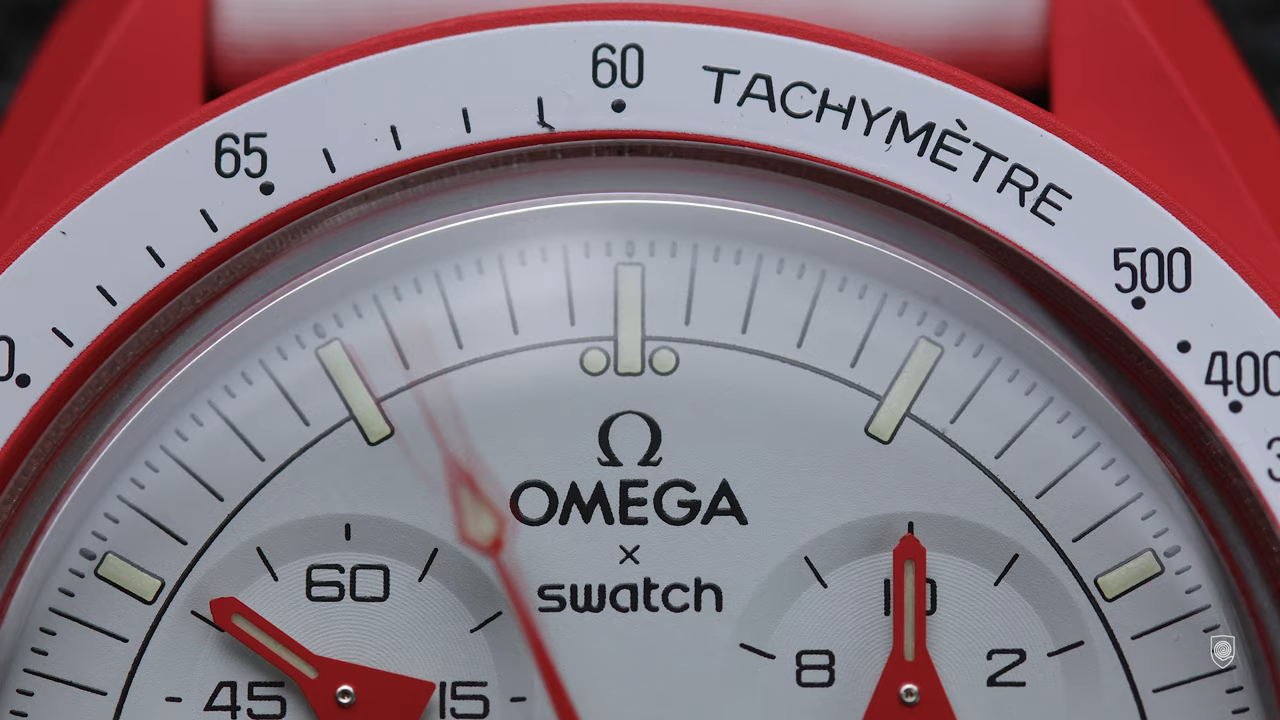 60
TACHYMÈTRE
65
500
400
Ω
OMEGA
×
swatch
60
45
15
10
8
2